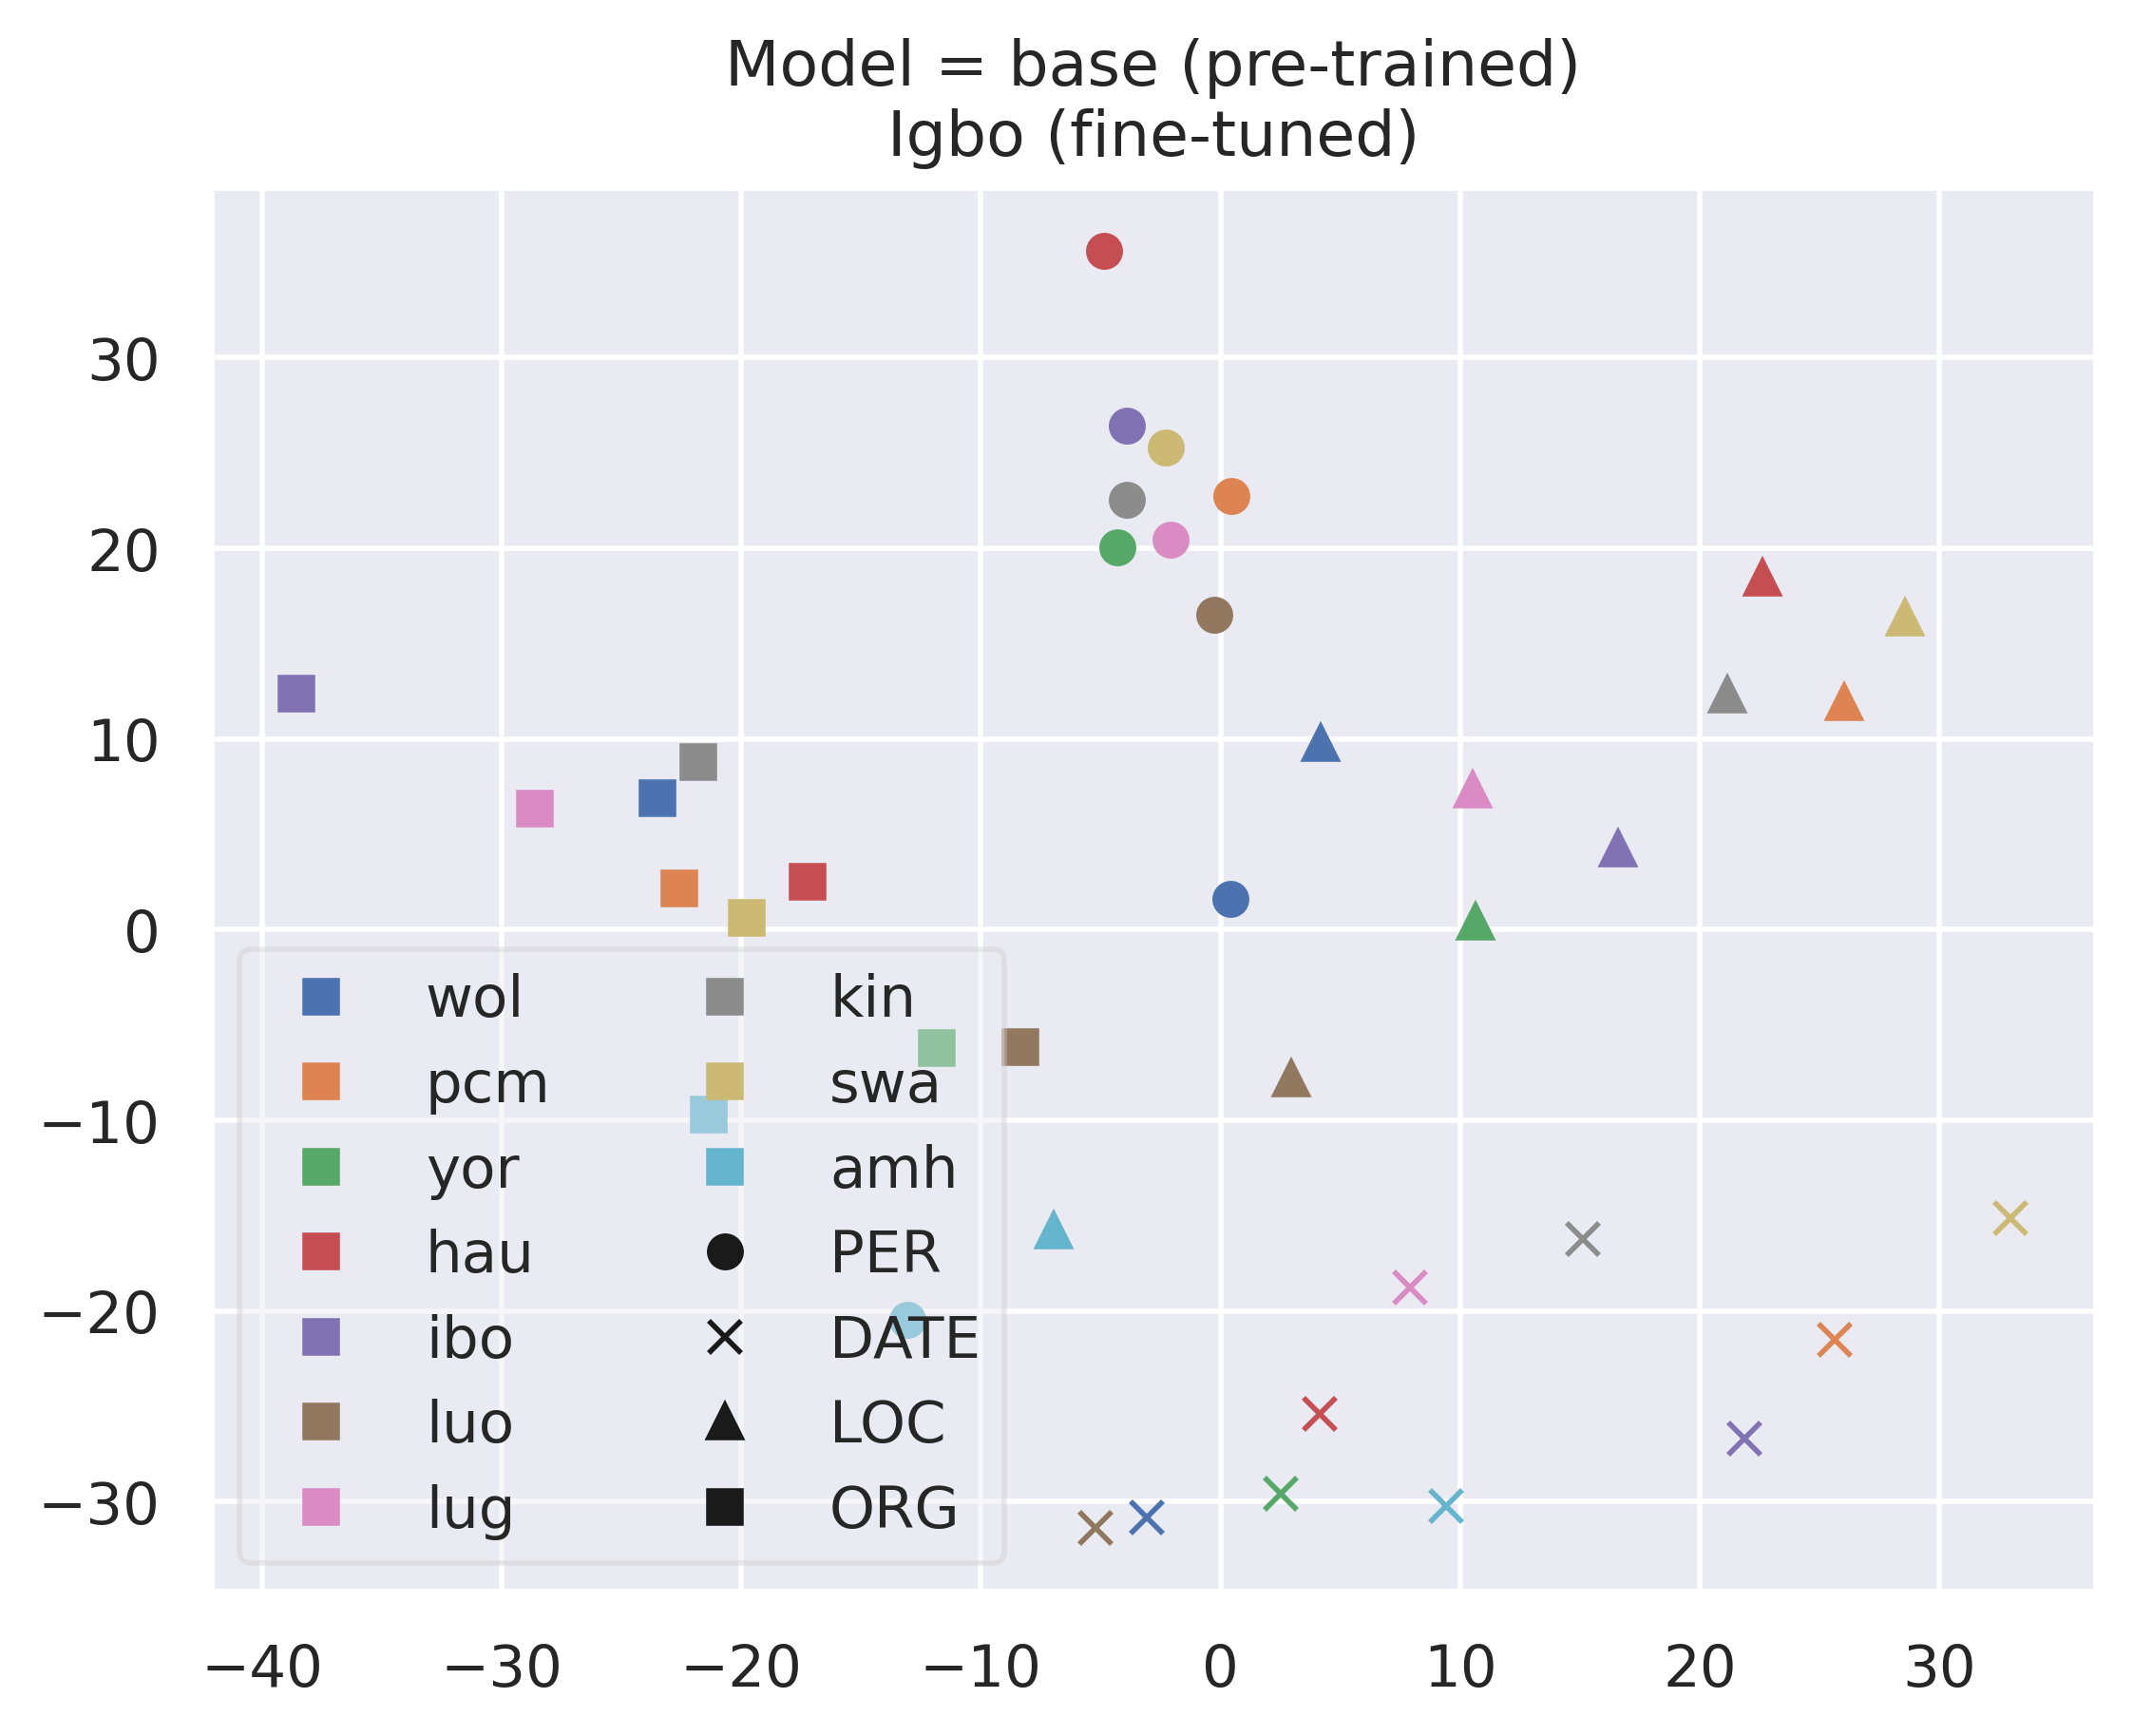 Model = base (pre-trained)
Igbo (fine-tuned)
30
20
10
0
−10
−20
−30
wol
pcm
yor
hau
ibo
luo
lug
kin
swa
amh
PER
DATE
LOC
ORG
−40 −30 −20 −10 0 10 20 30